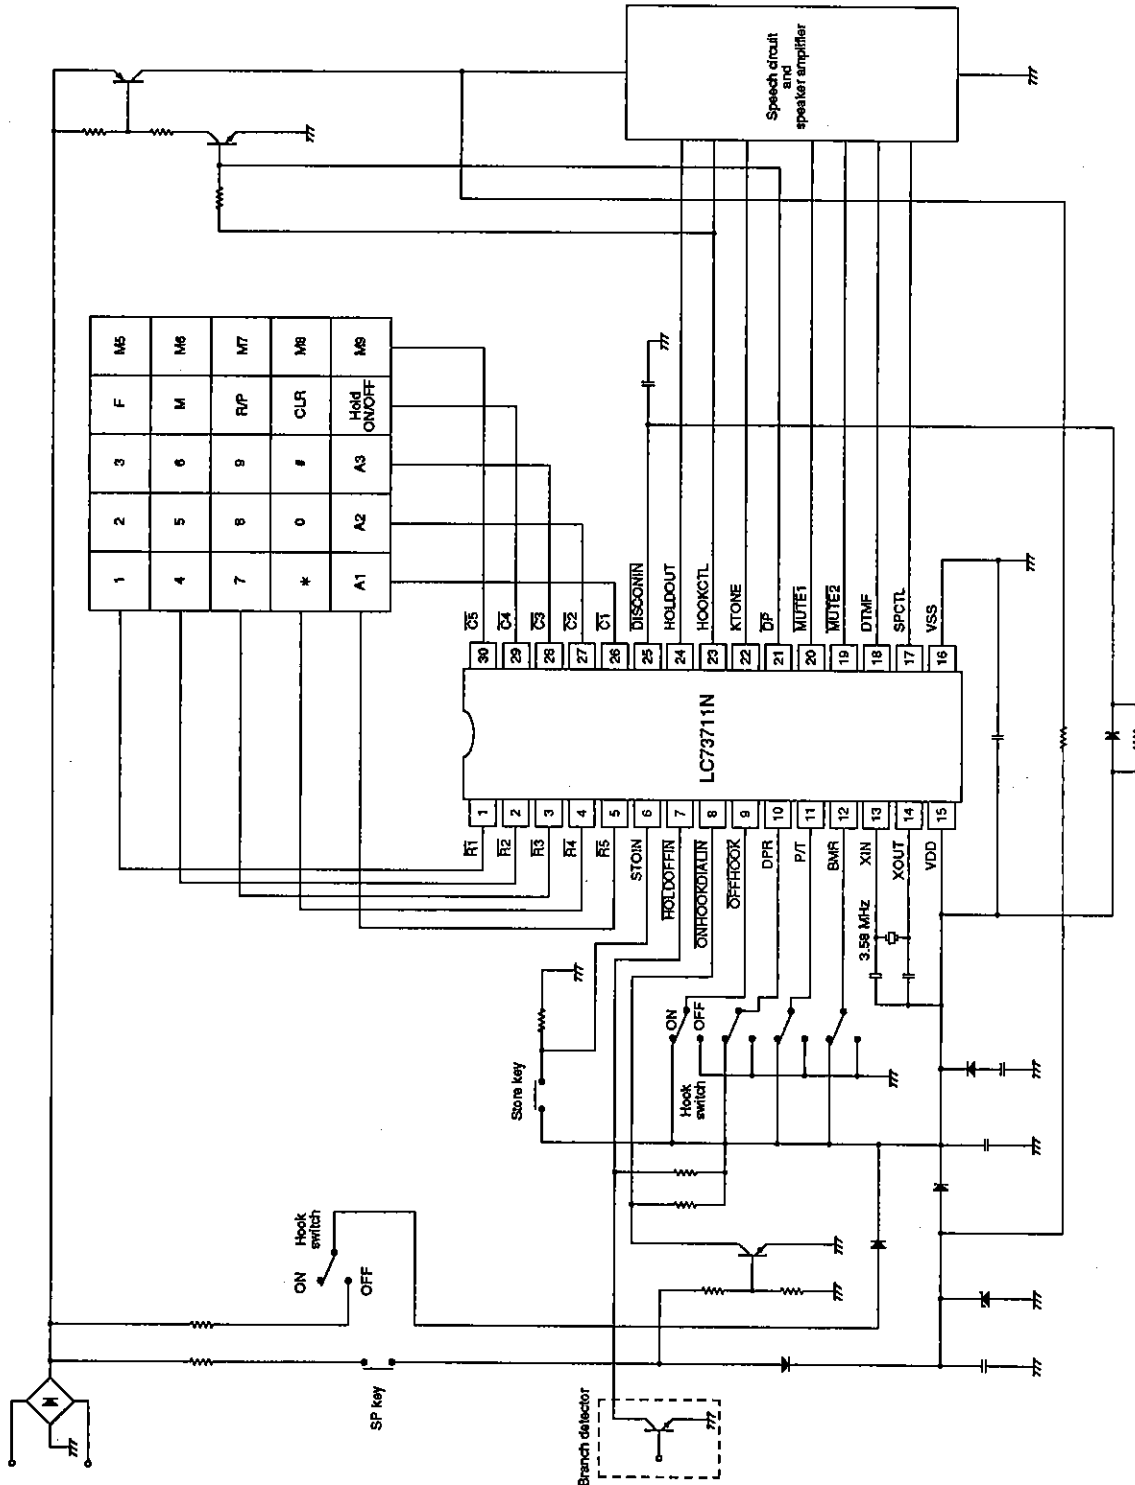 Speech circuit
and
speaker amplifier
1 2 3 F M5
4 5 6 M M6
7 8 9 R/P M7
* 0 # CLR M8
A1 A2 A3 Hold ON/OFF M9
LC73711N
R1 1
R2 2
R3 3
R4 4
R5 5
STOIN 6
HOLDOFFIN 7
ONHOOKDIALIN 8
OFFHOOK 9
DPR 10
P/T 11
BMR 12
XIN 13
XOUT 14
VDD 15
30 C5
29 C4
28 C3
27 C2
26 C1
25 DISCONIN
24 HOLDOUT
23 HOOKCTL
22 KTONE
21 DP
20 MUTE1
19 MUTE2
18 DTMF
17 SPCTL
16 VSS
3.58 MHz
Store key
ON
OFF
Hook
switch
ON
OFF
Hook
switch
SP key
Branch detector